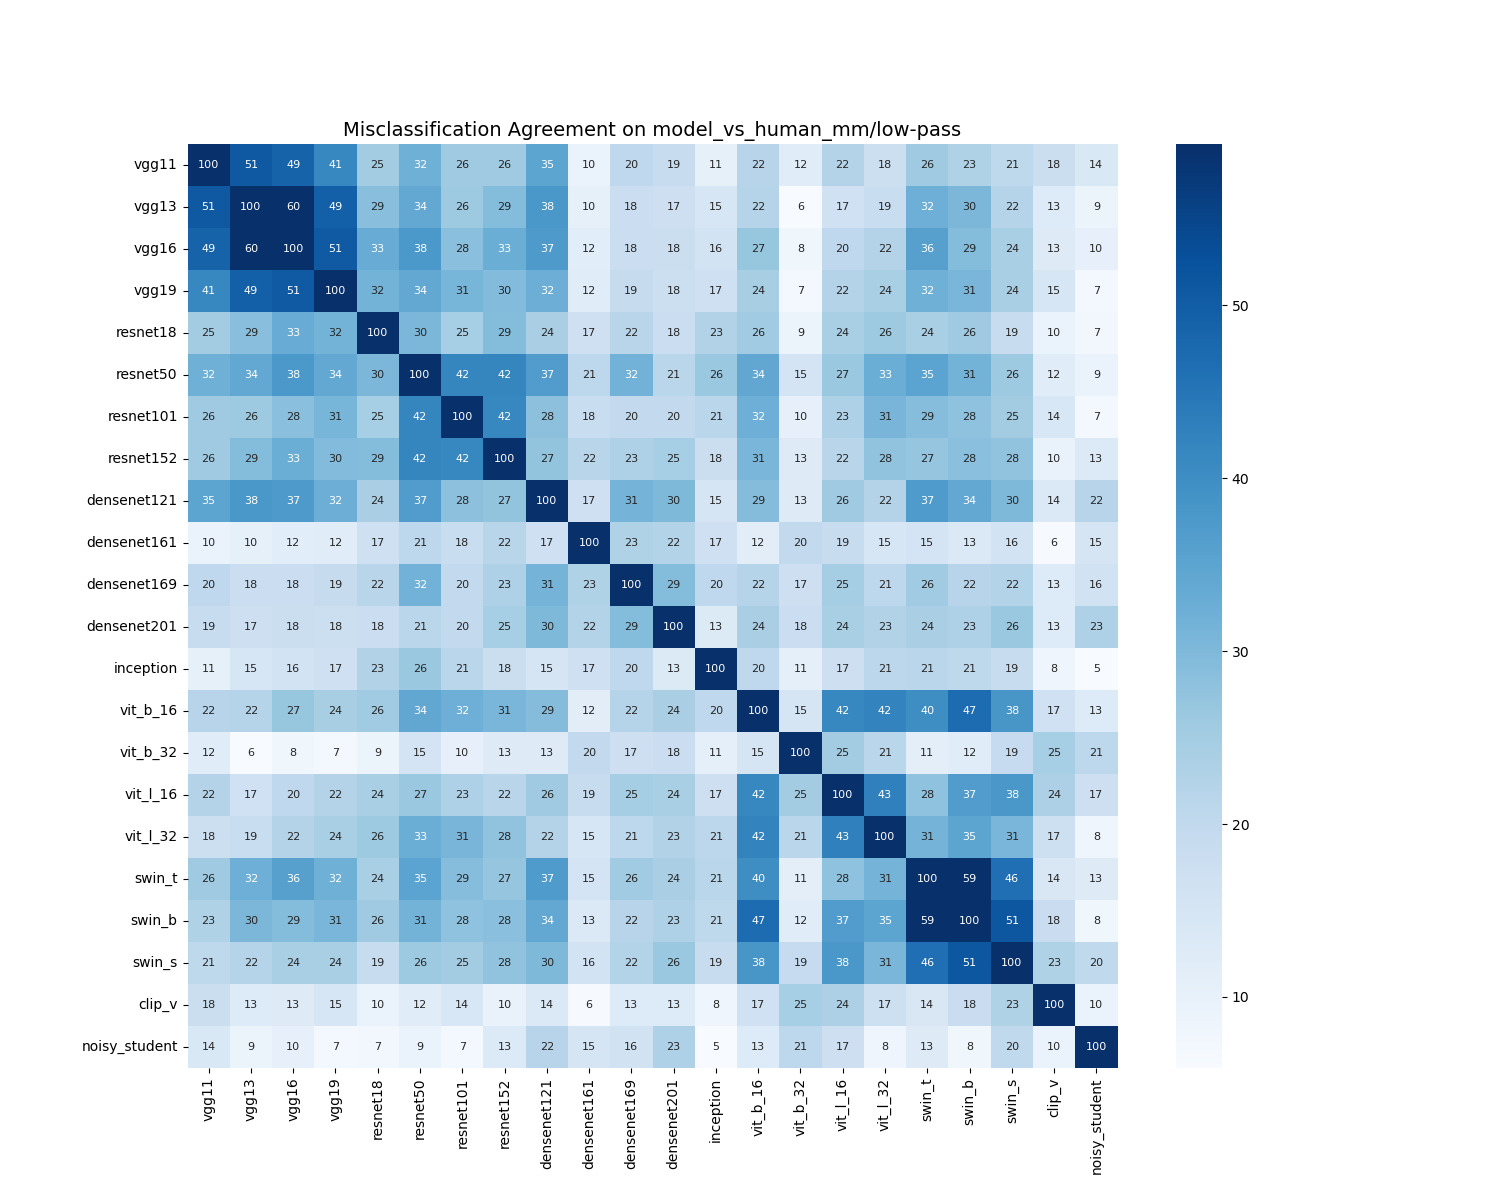 Misclassification Agreement on model_vs_human_mm/low-pass
vgg11 100 51 49 41 25 32 26 26 35 10 20 19 11 22 12 22 18 26 23 21 18 14
vgg13 51 100 60 49 29 34 26 29 38 10 18 17 15 22 6 17 19 32 30 22 13 9
vgg16 49 60 100 51 33 38 28 33 37 12 18 18 16 27 8 20 22 36 29 24 13 10
vgg19 41 49 51 100 32 34 31 30 32 12 19 18 17 24 7 22 24 32 31 24 15 7
resnet18 25 29 33 32 100 30 25 29 24 17 22 18 23 26 9 24 26 24 26 19 10 7
resnet50 32 34 38 34 30 100 42 42 37 21 32 21 26 34 15 27 33 35 31 26 12 9
resnet101 26 26 28 31 25 42 100 42 28 18 20 20 21 32 10 23 31 29 28 25 14 7
resnet152 26 29 33 30 29 42 42 100 27 22 23 25 18 31 13 22 28 27 28 28 10 13
densenet121 35 38 37 32 24 37 28 27 100 17 31 30 15 29 13 26 22 37 34 30 14 22
densenet161 10 10 12 12 17 21 18 22 17 100 23 22 17 12 20 19 15 15 13 16 6 15
densenet169 20 18 18 19 22 32 20 23 31 23 100 29 20 22 17 25 21 26 22 22 13 16
densenet201 19 17 18 18 18 21 20 25 30 22 29 100 13 24 18 24 23 24 23 26 13 23
inception 11 15 16 17 23 26 21 18 15 17 20 13 100 20 11 17 21 21 21 19 8 5
vit_b_16 22 22 27 24 26 34 32 31 29 12 22 24 20 100 15 42 42 40 47 38 17 13
vit_b_32 12 6 8 7 9 15 10 13 13 20 17 18 11 15 100 25 21 11 12 19 25 21
vit_l_16 22 17 20 22 24 27 23 22 26 19 25 24 17 42 25 100 43 28 37 38 24 17
vit_l_32 18 19 22 24 26 33 31 28 22 15 21 23 21 42 21 43 100 31 35 31 17 8
swin_t 26 32 36 32 24 35 29 27 37 15 26 24 21 40 11 28 31 100 59 46 14 13
swin_b 23 30 29 31 26 31 28 28 34 13 22 23 21 47 12 37 35 59 100 51 18 8
swin_s 21 22 24 24 19 26 25 28 30 16 22 26 19 38 19 38 31 46 51 100 23 20
clip_v 18 13 13 15 10 12 14 10 14 6 13 13 8 17 25 24 17 14 18 23 100 10
noisy_student 14 9 10 7 7 9 7 13 22 15 16 23 5 13 21 17 8 13 8 20 10 100
vgg11 vgg13 vgg16 vgg19 resnet18 resnet50 resnet101 resnet152 densenet121 densenet161 densenet169 densenet201 inception vit_b_16 vit_b_32 vit_l_16 vit_l_32 swin_t swin_b swin_s clip_v noisy_student
50
40
30
20
10